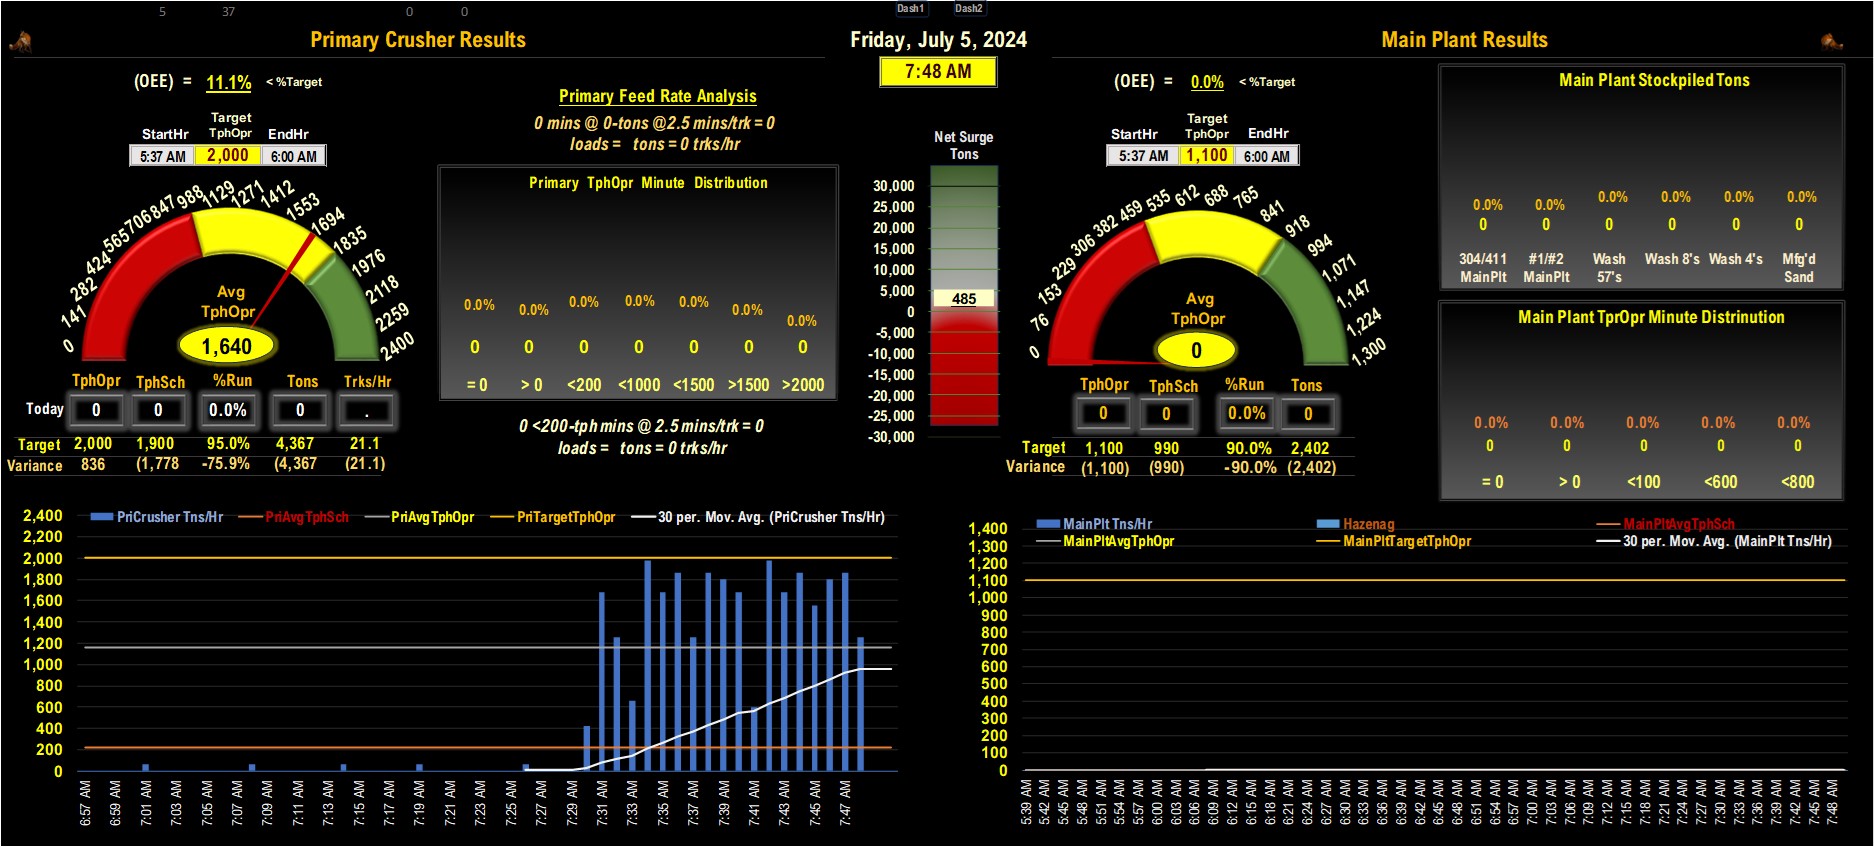 5 37 0 0 Dash1 Dash2
Primary Crusher Results
Friday, July 5, 2024
Main Plant Results
7:48 AM
(OEE) = 11.1% < %Target
StartHr Target TphOpr EndHr
5:37 AM 2,000 6:00 AM
0 141 282 424 565 706 847 988 1129 1271 1412 1553 1694 1835 1976 2118 2259 2400
Avg
TphOpr
1,640
TphOpr TphSch %Run Tons Trks/Hr
Today 0 0 0.0% 0 .
Target 2,000 1,900 95.0% 4,367 21.1
Variance 836 (1,778 -75.9% (4,367 (21.1)
Primary Feed Rate Analysis
0 mins @ 0-tons @2.5 mins/trk = 0
loads = tons = 0 trks/hr
Primary TphOpr Minute Distribution
0.0% 0.0% 0.0% 0.0% 0.0% 0.0% 0.0%
0 0 0 0 0 0 0
= 0 > 0 <200 <1000 <1500 >1500 >2000
0 <200-tph mins @ 2.5 mins/trk = 0
loads = tons = 0 trks/hr
Net Surge
Tons
30,000
25,000
20,000
15,000
10,000
5,000
485
0
-5,000
-10,000
-15,000
-20,000
-25,000
-30,000
(OEE) = 0.0% < %Target
StartHr Target TphOpr EndHr
5:37 AM 1,100 6:00 AM
0 76 153 229 306 382 459 535 612 688 765 841 918 994 1,071 1,147 1,224 1,300
Avg
TphOpr
0
TphOpr TphSch %Run Tons
0 0 0.0% 0
Target 1,100 990 90.0% 2,402
Variance (1,100) (990) -90.0% (2,402)
Main Plant Stockpiled Tons
0.0% 0.0% 0.0% 0.0% 0.0% 0.0%
0 0 0 0 0 0
304/411 #1/#2 Wash Wash 8's Wash 4's Mfg'd
MainPlt MainPlt 57's Sand
Main Plant TprOpr Minute Distrinution
0.0% 0.0% 0.0% 0.0% 0.0%
0 0 0 0 0
= 0 > 0 <100 <600 <800
PriCrusher Tns/Hr PriAvgTphSch PriAvgTphOpr PriTargetTphOpr 30 per. Mov. Avg. (PriCrusher Tns/Hr)
2,400
2,200
2,000
1,800
1,600
1,400
1,200
1,000
800
600
400
200
0
6:57 AM 6:59 AM 7:01 AM 7:03 AM 7:05 AM 7:07 AM 7:09 AM 7:11 AM 7:13 AM 7:15 AM 7:17 AM 7:19 AM 7:21 AM 7:23 AM 7:25 AM 7:27 AM 7:29 AM 7:31 AM 7:33 AM 7:35 AM 7:37 AM 7:39 AM 7:41 AM 7:43 AM 7:45 AM 7:47 AM
MainPlt Tns/Hr Hazenag MainPltAvgTphSch
MainPltAvgTphOpr MainPltTargetTphOpr 30 per. Mov. Avg. (MainPlt Tns/Hr)
1,400
1,300
1,200
1,100
1,000
900
800
700
600
500
400
300
200
100
0
5:39 AM 5:42 AM 5:45 AM 5:48 AM 5:51 AM 5:54 AM 5:57 AM 6:00 AM 6:03 AM 6:06 AM 6:09 AM 6:12 AM 6:15 AM 6:18 AM 6:21 AM 6:24 AM 6:27 AM 6:30 AM 6:33 AM 6:36 AM 6:39 AM 6:42 AM 6:45 AM 6:48 AM 6:51 AM 6:54 AM 6:57 AM 7:00 AM 7:03 AM 7:06 AM 7:09 AM 7:12 AM 7:15 AM 7:18 AM 7:21 AM 7:24 AM 7:27 AM 7:30 AM 7:33 AM 7:36 AM 7:39 AM 7:42 AM 7:45 AM 7:48 AM